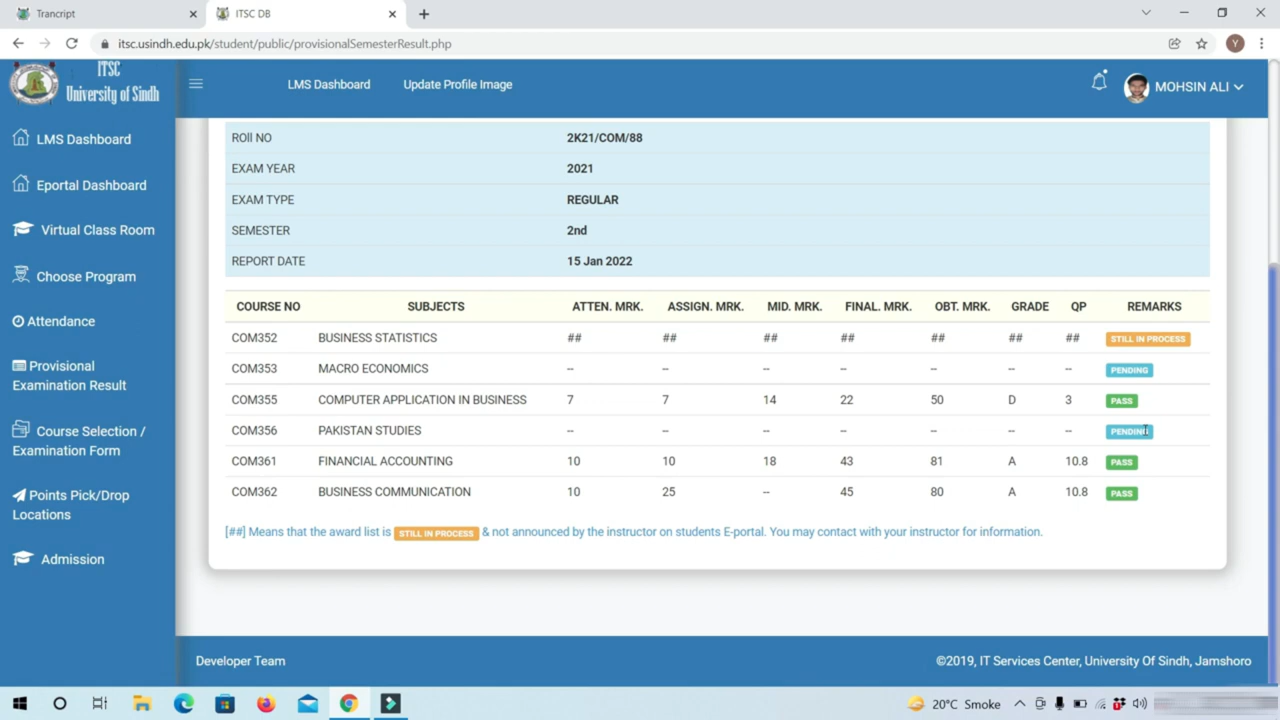 Trancript
ITSC DB
itsc.usindh.edu.pk/student/public/provisionalSemesterResult.php
Y
ITSC
University of Sindh
LMS Dashboard Update Profile Image
MOHSIN ALI
LMS Dashboard
Eportal Dashboard
Virtual Class Room
Choose Program
Attendance
Provisional
Examination Result
Course Selection /
Examination Form
Points Pick/Drop
Locations
Admission
ROll NO 2K21/COM/88
EXAM YEAR 2021
EXAM TYPE REGULAR
SEMESTER 2nd
REPORT DATE 15 Jan 2022
COURSE NO SUBJECTS ATTEN. MRK. ASSIGN. MRK. MID. MRK. FINAL. MRK. OBT. MRK. GRADE QP REMARKS
COM352 BUSINESS STATISTICS ## ## ## ## ## ## ## STILL IN PROCESS
COM353 MACRO ECONOMICS -- -- -- -- -- -- -- PENDING
COM355 COMPUTER APPLICATION IN BUSINESS 7 7 14 22 50 D 3 PASS
COM356 PAKISTAN STUDIES -- -- -- -- -- -- -- PENDING
COM361 FINANCIAL ACCOUNTING 10 10 18 43 81 A 10.8 PASS
COM362 BUSINESS COMMUNICATION 10 25 -- 45 80 A 10.8 PASS
[##] Means that the award list is STILL IN PROCESS & not announced by the instructor on students E-portal. You may contact with your instructor for information.
Developer Team
©2019, IT Services Center, University Of Sindh, Jamshoro
20°C Smoke